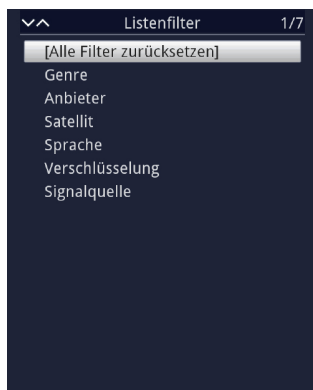 Listenfilter 1/7
[Alle Filter zurücksetzen]
Genre
Anbieter
Satellit
Sprache
Verschlüsselung
Signalquelle